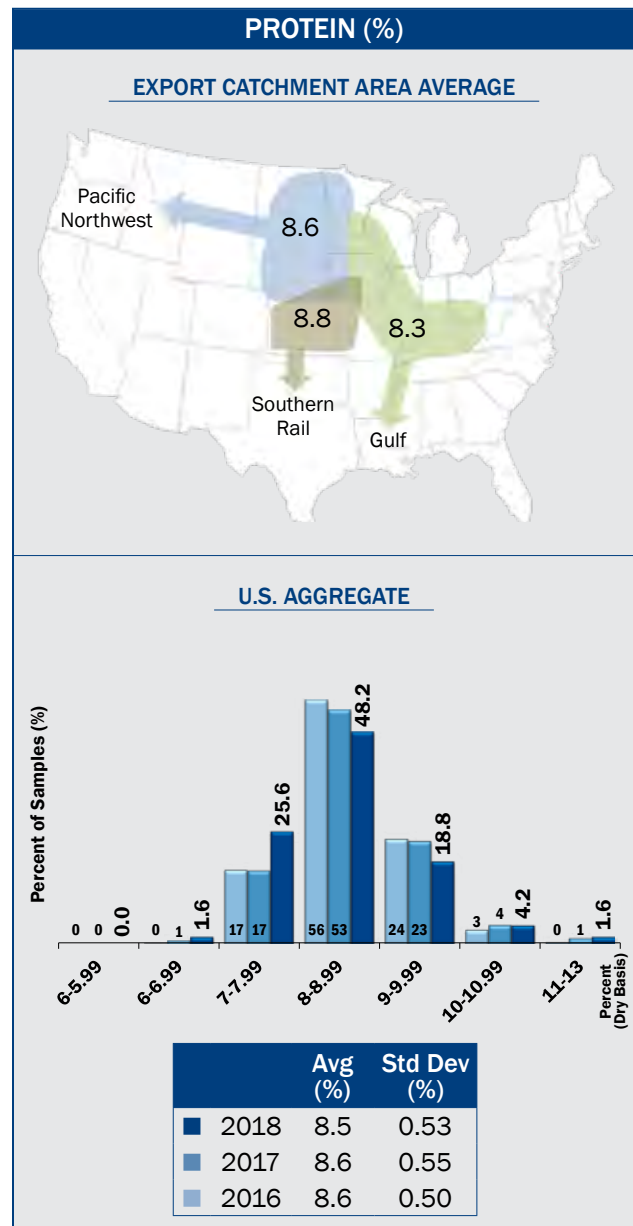 PROTEIN (%)
EXPORT CATCHMENT AREA AVERAGE
Pacific
Northwest
8.6
8.8
8.3
Southern
Rail
Gulf
U.S. AGGREGATE
Percent of Samples (%)
0 0 0.0
0 1 1.6
17 17 25.6
56 53 48.2
24 23 18.8
3 4 4.2
0 1 1.6
6-5.99 6-6.99 7-7.99 8-8.99 9-9.99 10-10.99 11-13
Percent
(Dry Basis)
Avg Std Dev
(%) (%)
2018 8.5 0.53
2017 8.6 0.55
2016 8.6 0.50